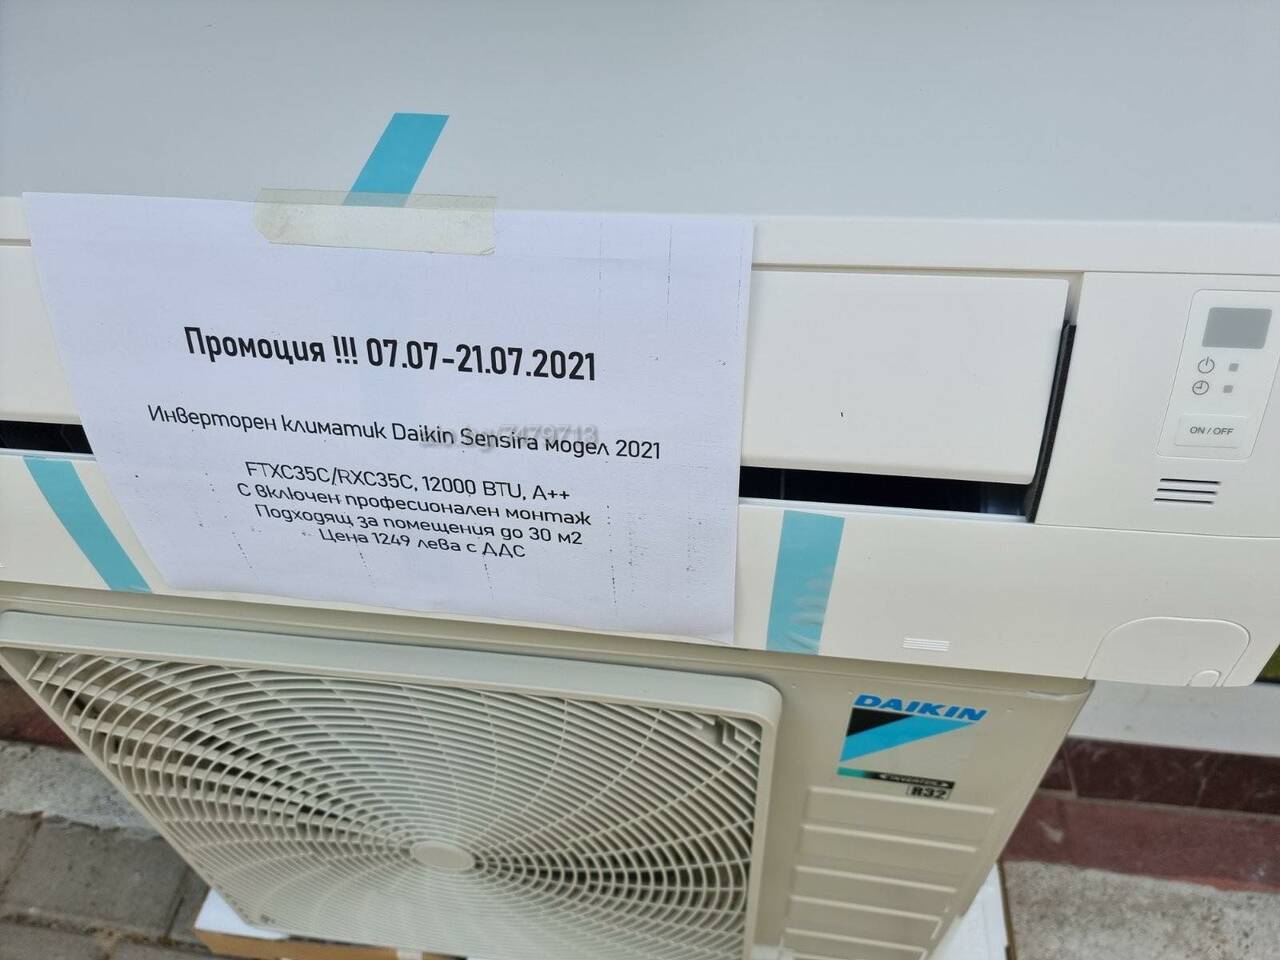 Промоция !!! 07.07-21.07.2021
Инверторен климатик Daikin Sensira модел 2021
FTXC35C/RXC35C, 12000 BTU, A++
С включен професионален монтаж
Подходящ за помещения до 30 м2
Цена 1249 лева с ДДС
ON / OFF
DAIKIN
INVERTER
R32